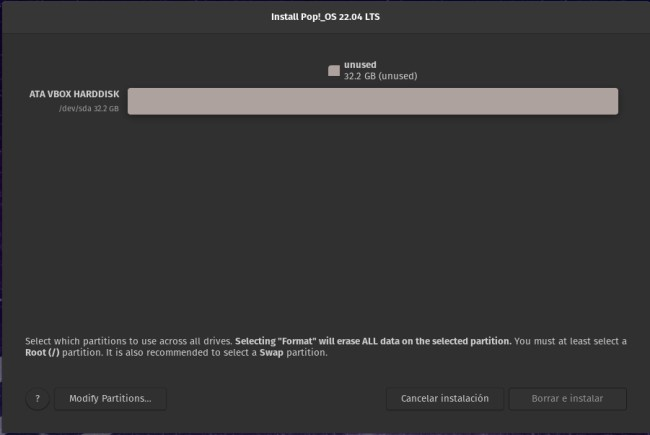 Install Pop!_OS 22.04 LTS
unused
32.2 GB (unused)
ATA VBOX HARDDISK
/dev/sda 32.2 GB
Select which partitions to use across all drives. Selecting "Format" will erase ALL data on the selected partition. You must at least select a
Root (/) partition. It is also recommended to select a Swap partition.
?
Modify Partitions...
Cancelar instalación
Borrar e instalar